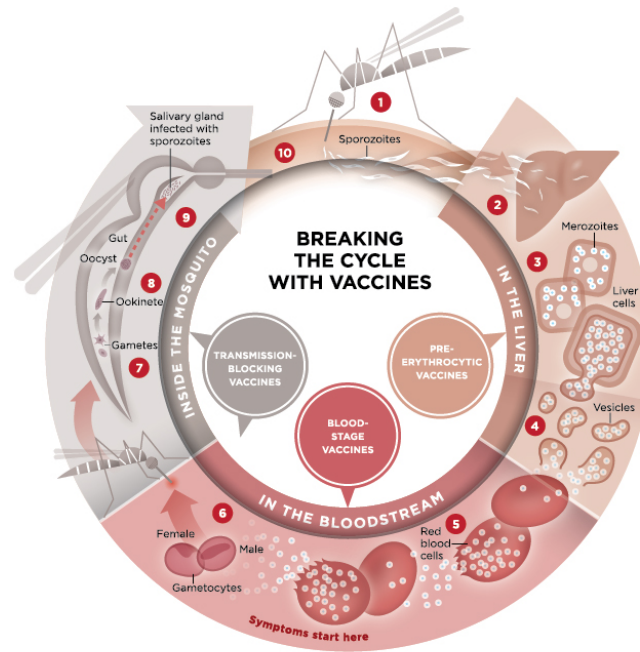 1
Salivary gland
infected with
sporozoites
10
Sporozoites
2
9
Merozoites
BREAKING
THE CYCLE
WITH VACCINES
Gut
Oocyst
3
8
Liver
cells
INSIDE THE MOSQUITO
IN THE LIVER
Ookinete
Gametes
7
TRANSMISSION-
BLOCKING
VACCINES
PRE-
ERYTHROCYTIC
VACCINES
Vesicles
BLOOD-
STAGE
VACCINES
4
IN THE BLOODSTREAM
6
5
Female
Male
Red
blood
cells
Gametocytes
Symptoms start here